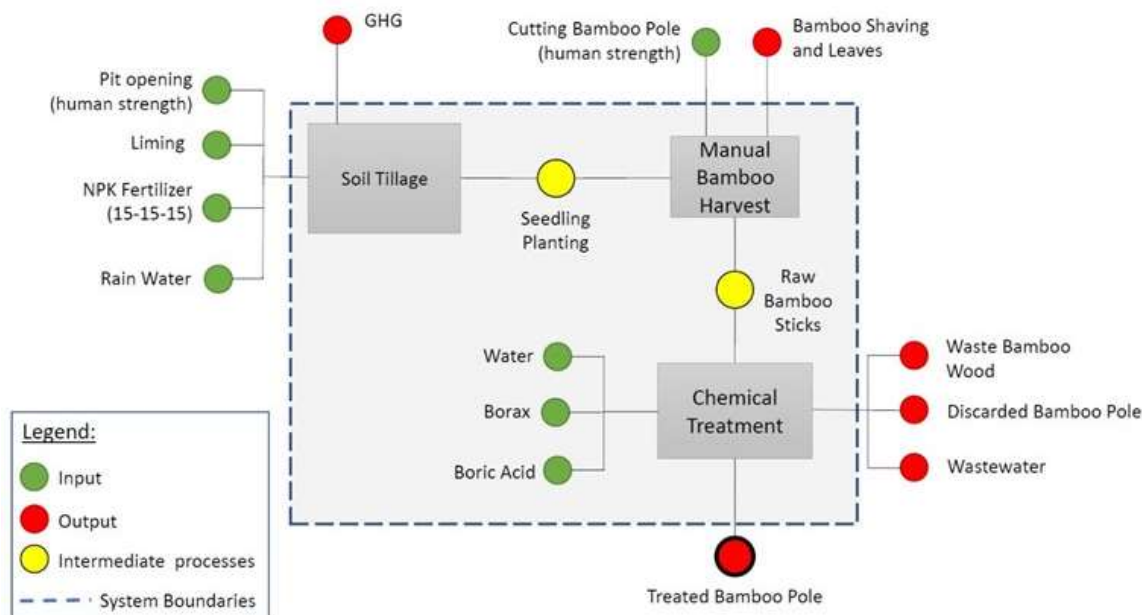 GHG
Cutting Bamboo Pole
(human strength)
Bamboo Shaving
and Leaves
Pit opening
(human strength)
Liming
NPK Fertilizer
(15-15-15)
Rain Water
Soil Tillage
Seedling
Planting
Manual
Bamboo
Harvest
Raw
Bamboo
Sticks
Water
Borax
Boric Acid
Chemical
Treatment
Waste Bamboo
Wood
Discarded Bamboo Pole
Wastewater
Treated Bamboo Pole
Legend:
Input
Output
Intermediate processes
System Boundaries